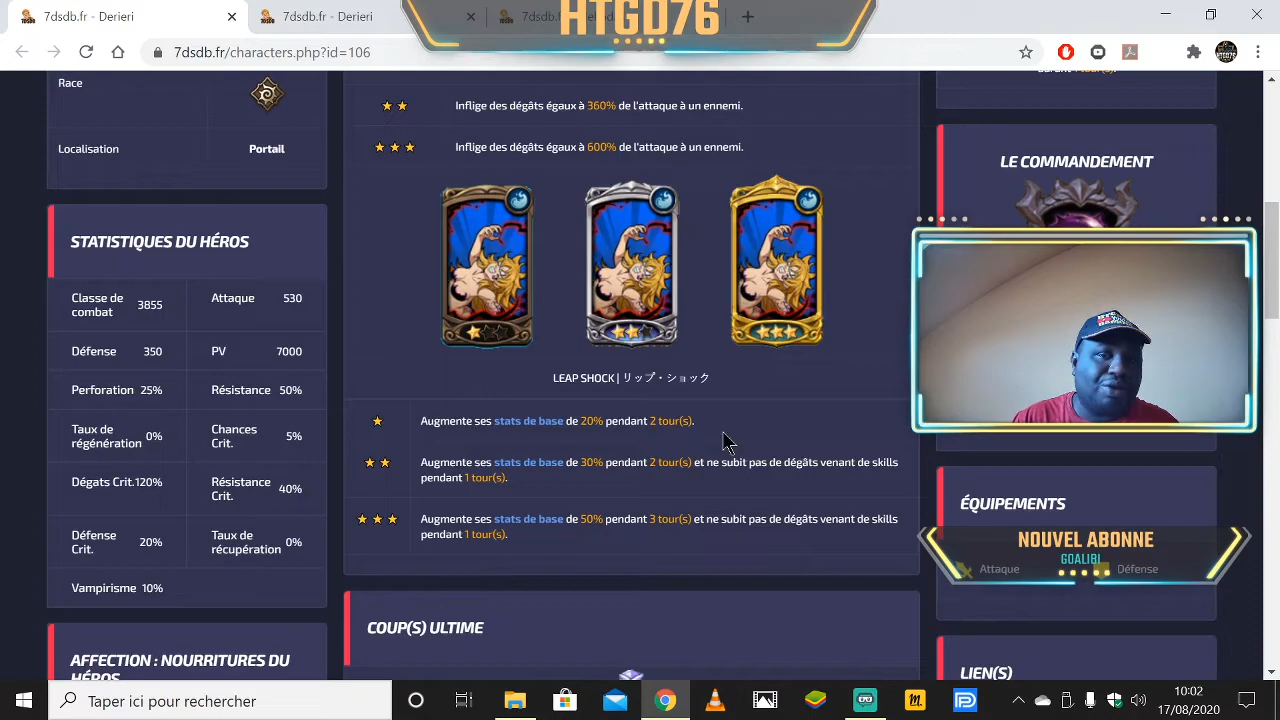 7dsdb.fr - Derieri
7dsdb.fr - Derieri
HTGD76
7dsdb.fr/characters.php?id=106
Race
Localisation
Portail
STATISTIQUES DU HÉROS
Classe de combat 3855
Attaque 530
Défense 350
PV 7000
Perforation 25%
Résistance 50%
Taux de régénération 0%
Chances Crit. 5%
Dégats Crit. 120%
Résistance Crit. 40%
Défense Crit. 20%
Taux de récupération 0%
Vampirisme 10%
AFFECTION : NOURRITURES DU HÉROS
Inflige des dégâts égaux à 360% de l'attaque à un ennemi.
Inflige des dégâts égaux à 600% de l'attaque à un ennemi.
LEAP SHOCK | リップ・ショック
Augmente ses stats de base de 20% pendant 2 tour(s).
Augmente ses stats de base de 30% pendant 2 tour(s) et ne subit pas de dégâts venant de skills
pendant 1 tour(s).
Augmente ses stats de base de 50% pendant 3 tour(s) et ne subit pas de dégâts venant de skills
pendant 1 tour(s).
COUP(S) ULTIME
LE COMMANDEMENT
ÉQUIPEMENTS
NOUVEL ABONNE
GOALIBI
Attaque
Défense
LIEN(S)
Taper ici pour rechercher
10:02
17/08/2020